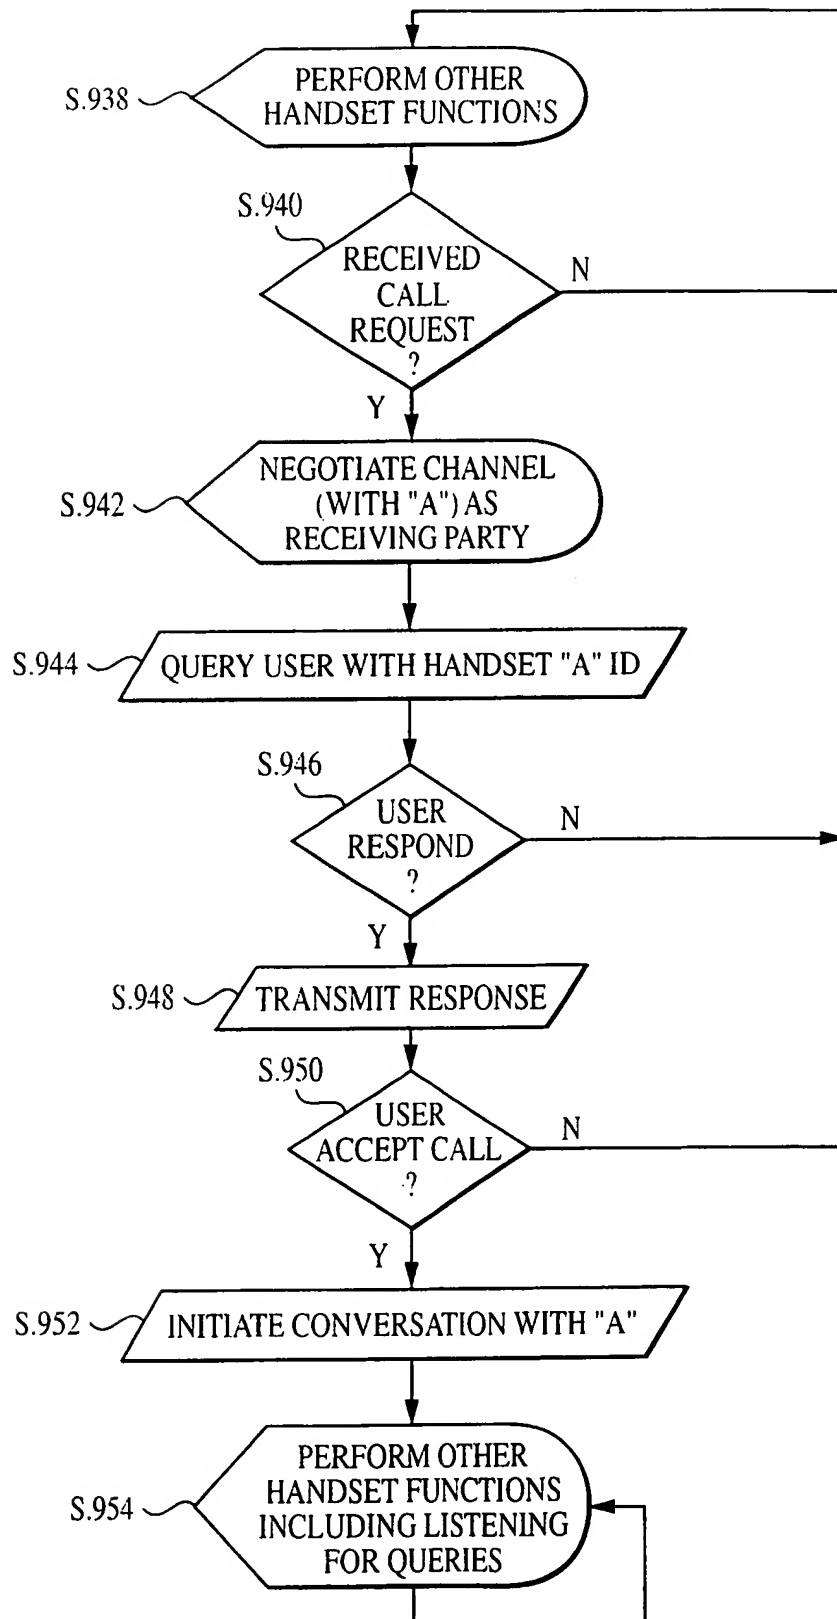 S.938
PERFORM OTHER
HANDSET FUNCTIONS
S.940
RECEIVED
CALL
REQUEST
?
N
Y
S.942
NEGOTIATE CHANNEL
(WITH "A") AS
RECEIVING PARTY
S.944
QUERY USER WITH HANDSET "A" ID
S.946
USER
RESPOND
?
N
Y
S.948
TRANSMIT RESPONSE
S.950
USER
ACCEPT CALL
?
N
Y
S.952
INITIATE CONVERSATION WITH "A"
S.954
PERFORM OTHER
HANDSET FUNCTIONS
INCLUDING LISTENING
FOR QUERIES